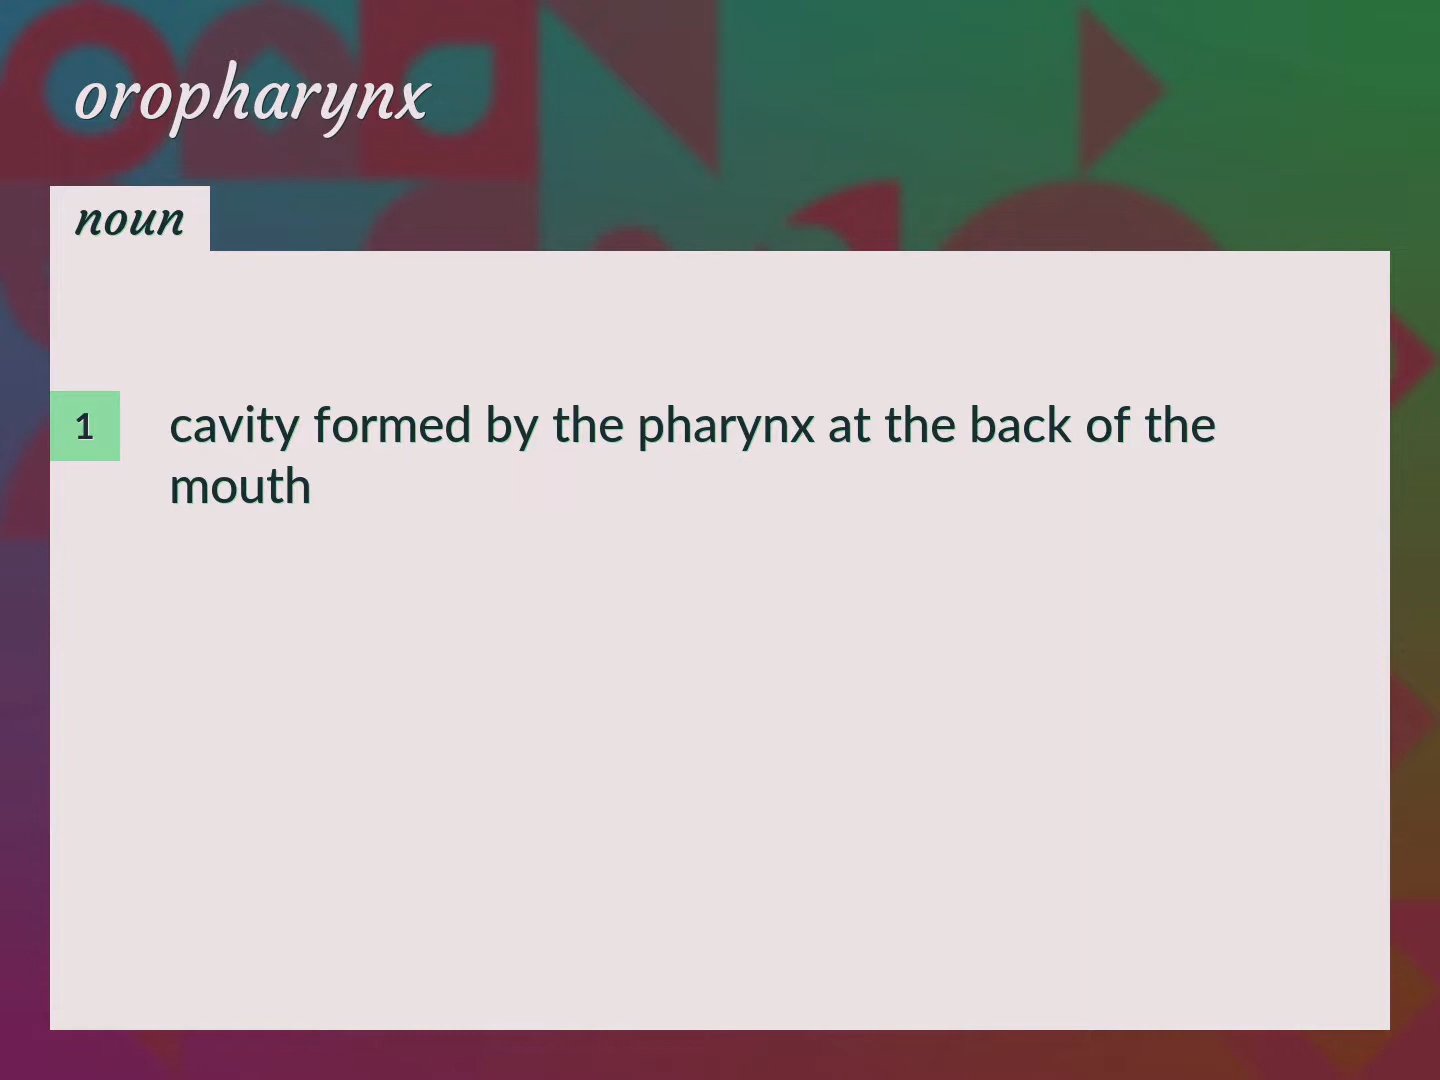 oropharynx
noun
1
cavity formed by the pharynx at the back of the
mouth